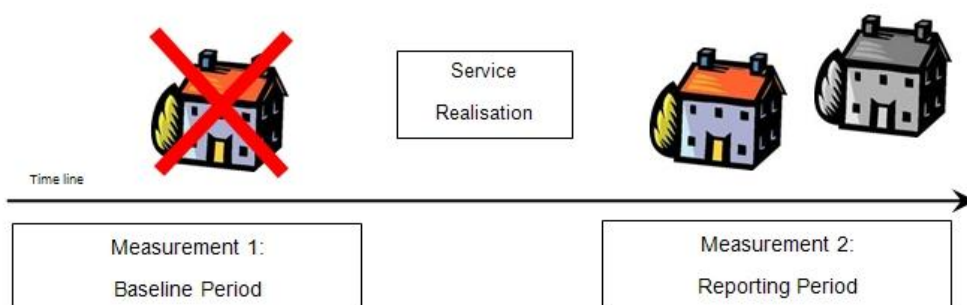 Service
Realisation
Time line
Measurement 1:
Baseline Period
Measurement 2:
Reporting Period